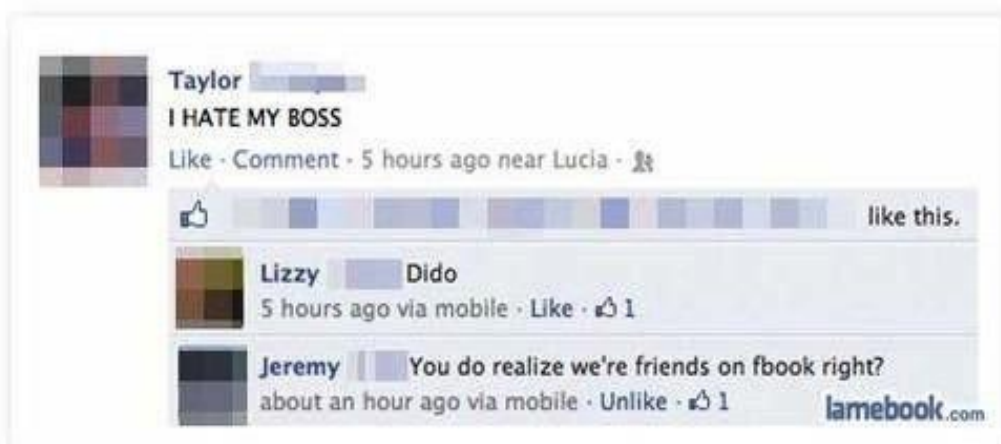 Taylor
I HATE MY BOSS
Like · Comment · 5 hours ago near Lucia ·
like this.
Lizzy Dido
5 hours ago via mobile · Like · 1
Jeremy You do realize we're friends on fbook right?
about an hour ago via mobile · Unlike · 1
lamebook.com